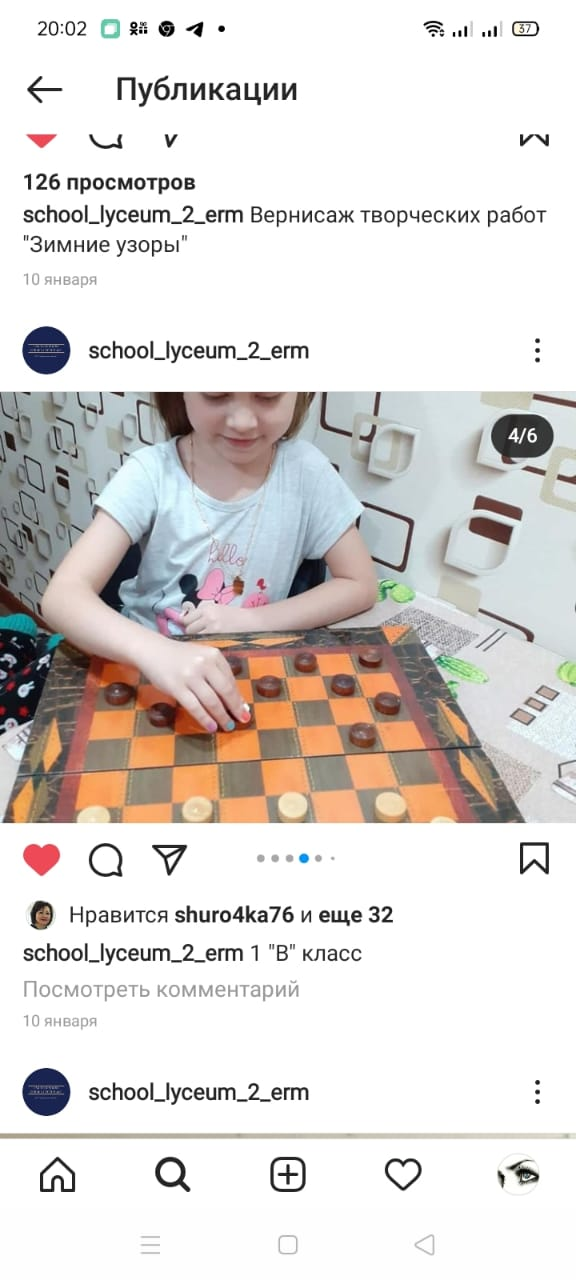 20:02
37
Публикации
126 просмотров
school_lyceum_2_erm Вернисаж творческих работ
"Зимние узоры"
10 января
school_lyceum_2_erm
4/6
hello
Нравится shuro4ka76 и еще 32
school_lyceum_2_erm 1 "В" класс
Посмотреть комментарий
10 января
school_lyceum_2_erm